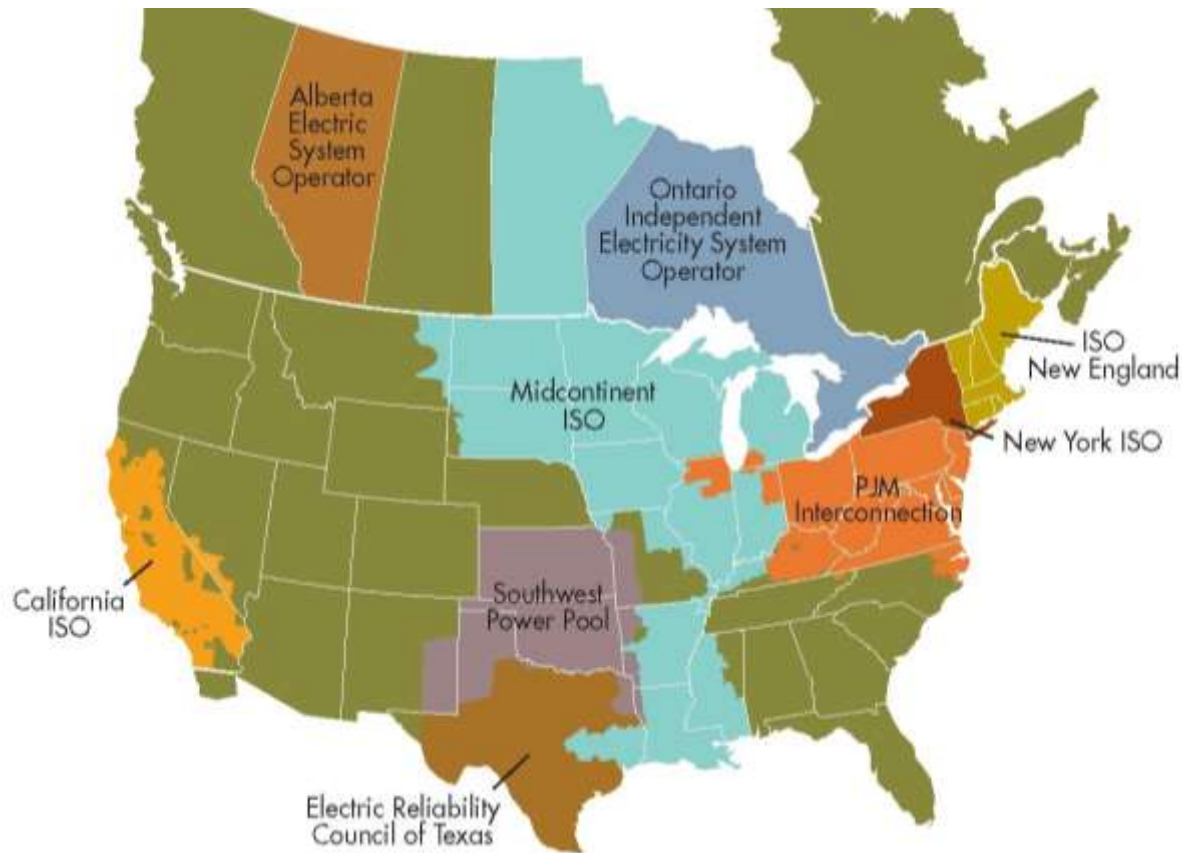 Alberta
Electric
System
Operator
Ontario
Independent
Electricity System
Operator
ISO
New England
Midcontinent
ISO
New York ISO
PJM
Interconnection
California
ISO
Southwest
Power Pool
Electric Reliability
Council of Texas